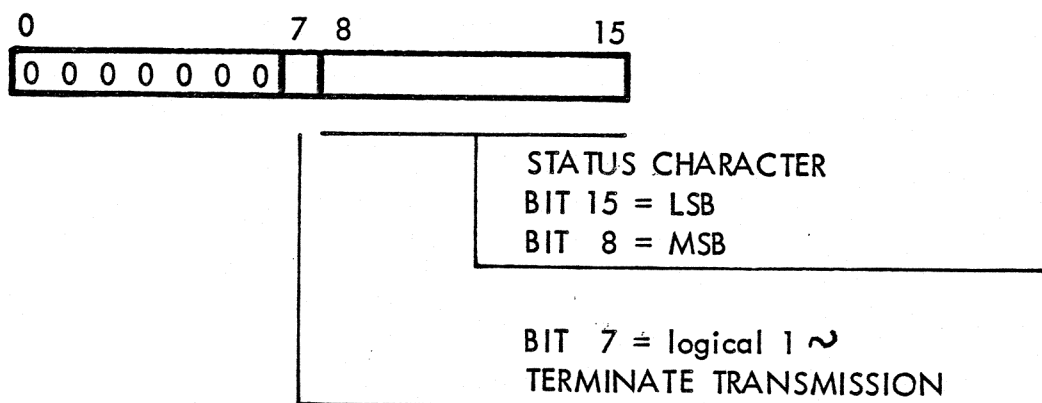 0 7 8 15
0 0 0 0 0 0 0
STATUS CHARACTER
BIT 15 = LSB
BIT 8 = MSB
BIT 7 = logical 1 ~
TERMINATE TRANSMISSION